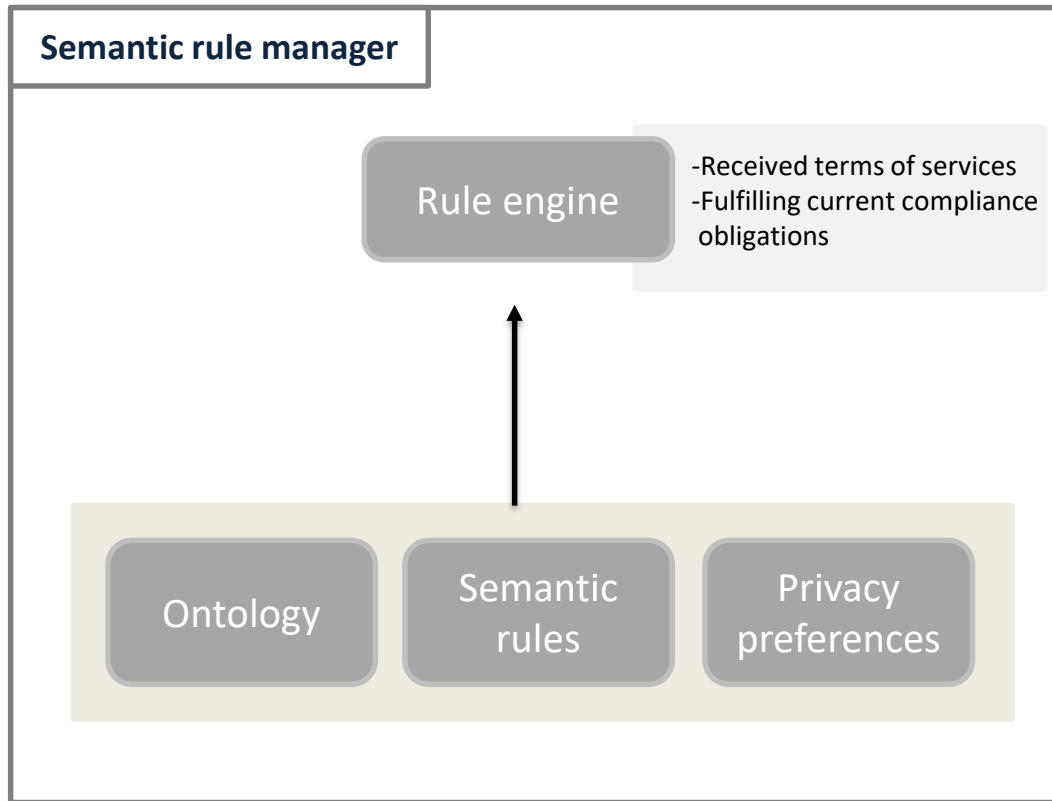 Semantic rule manager
Rule engine
-Received terms of services
-Fulfilling current compliance
obligations
Ontology
Semantic
rules
Privacy
preferences